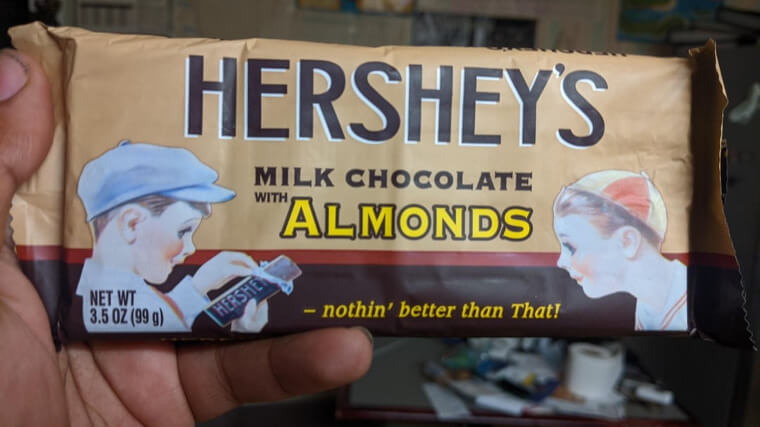 HERSHEY'S
MILK CHOCOLATE
WITH ALMONDS
HERSHEY
NET WT
3.5 OZ (99 g)
– nothin' better than That!